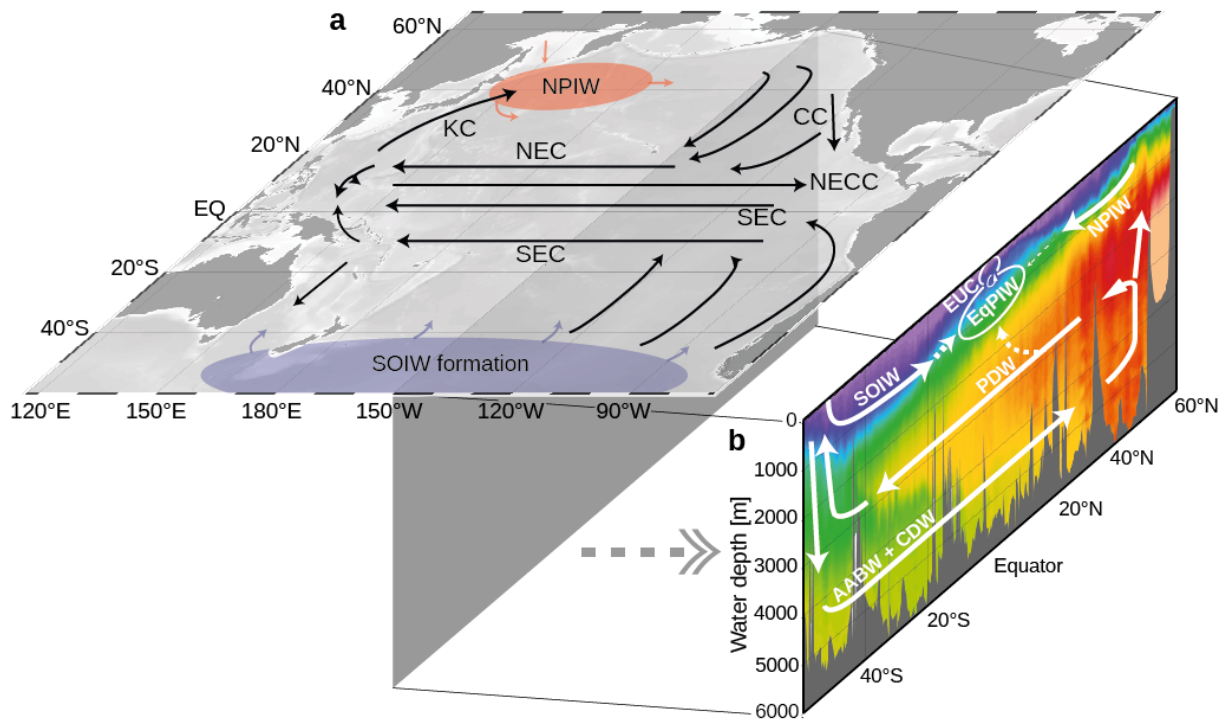 a
60°N
40°N
20°N
EQ
20°S
40°S
120°E
150°E
180°E
150°W
120°W
90°W
NPIW
KC
CC
NEC
NECC
SEC
SEC
SOIW formation
b
NPIW
EUC
EqPIW
SOIW
PDW
AABW + CDW
0
1000
2000
3000
4000
5000
6000
Water depth [m]
60°N
40°N
20°N
Equator
20°S
40°S